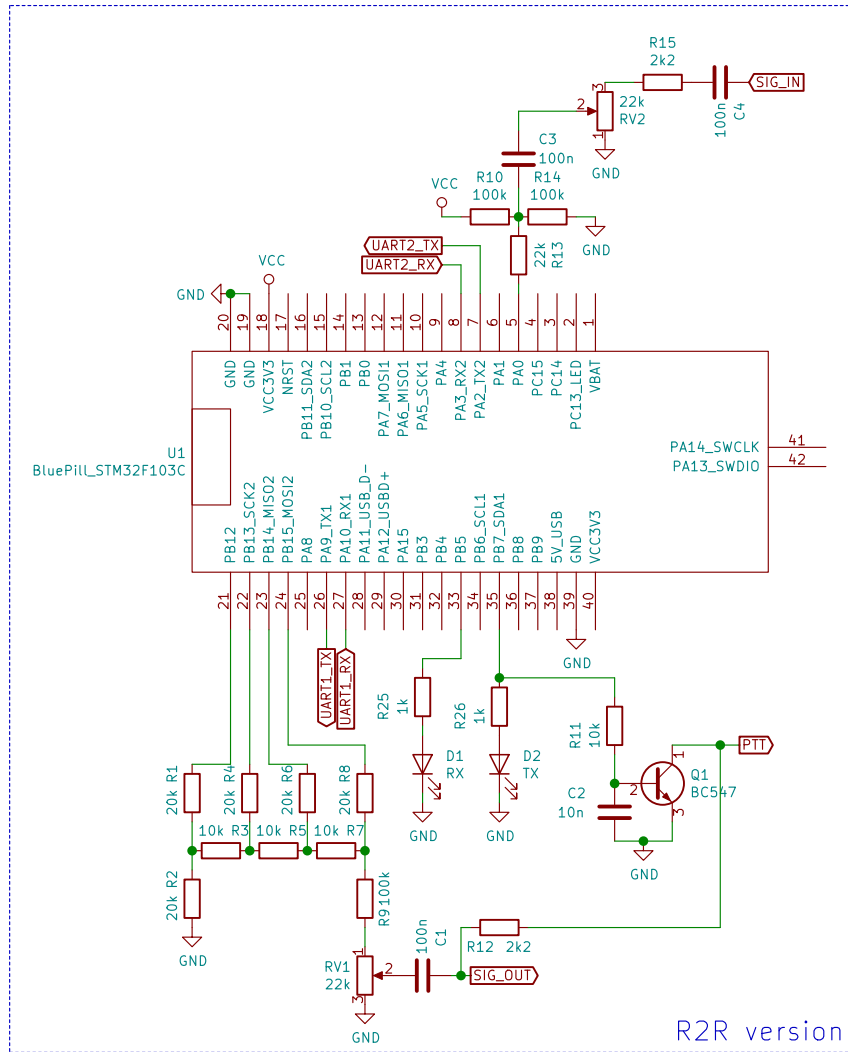 R15
2k2
SIG_IN
3
2
22k
RV2
1
100n
C4
GND
C3
100n
R10
100k
R14
100k
VCC
GND
UART2_TX
UART2_RX
22k
R13
VCC
GND
20
19
18
17
16
15
14
13
12
11
10
9
8
7
6
5
4
3
2
1
GND
GND
VCC3V3
NRST
PB11_SDA2
PB10_SCL2
PB1
PB0
PA7_MOSI1
PA6_MISO1
PA5_SCK1
PA4
PA3_RX2
PA2_TX2
PA1
PA0
PC15
PC14
PC13_LED
VBAT
U1
BluePill_STM32F103C
PA14_SWCLK
41
PA13_SWDIO
42
PB12
PB13_SCK2
PB14_MISO2
PB15_MOSI2
PA8
PA9_TX1
PA10_RX1
PA11_USB_D-
PA12_USBD+
PA15
PB3
PB4
PB5
PB6_SCL1
PB7_SDA1
PB8
PB9
5V_USB
GND
VCC3V3
21
22
23
24
25
26
27
28
29
30
31
32
33
34
35
36
37
38
39
40
UART1_TX
UART1_RX
GND
R25
1k
R26
1k
R11
10k
PTT
D1
RX
D2
TX
1
2
3
Q1
BC547
C2
10n
GND
GND
GND
20k R1
20k R4
20k R6
20k R8
10k R3
10k R5
10k R7
20k R2
R9 100k
GND
RV1
22k
1
2
3
100n
C1
R12 2k2
SIG_OUT
GND
R2R version